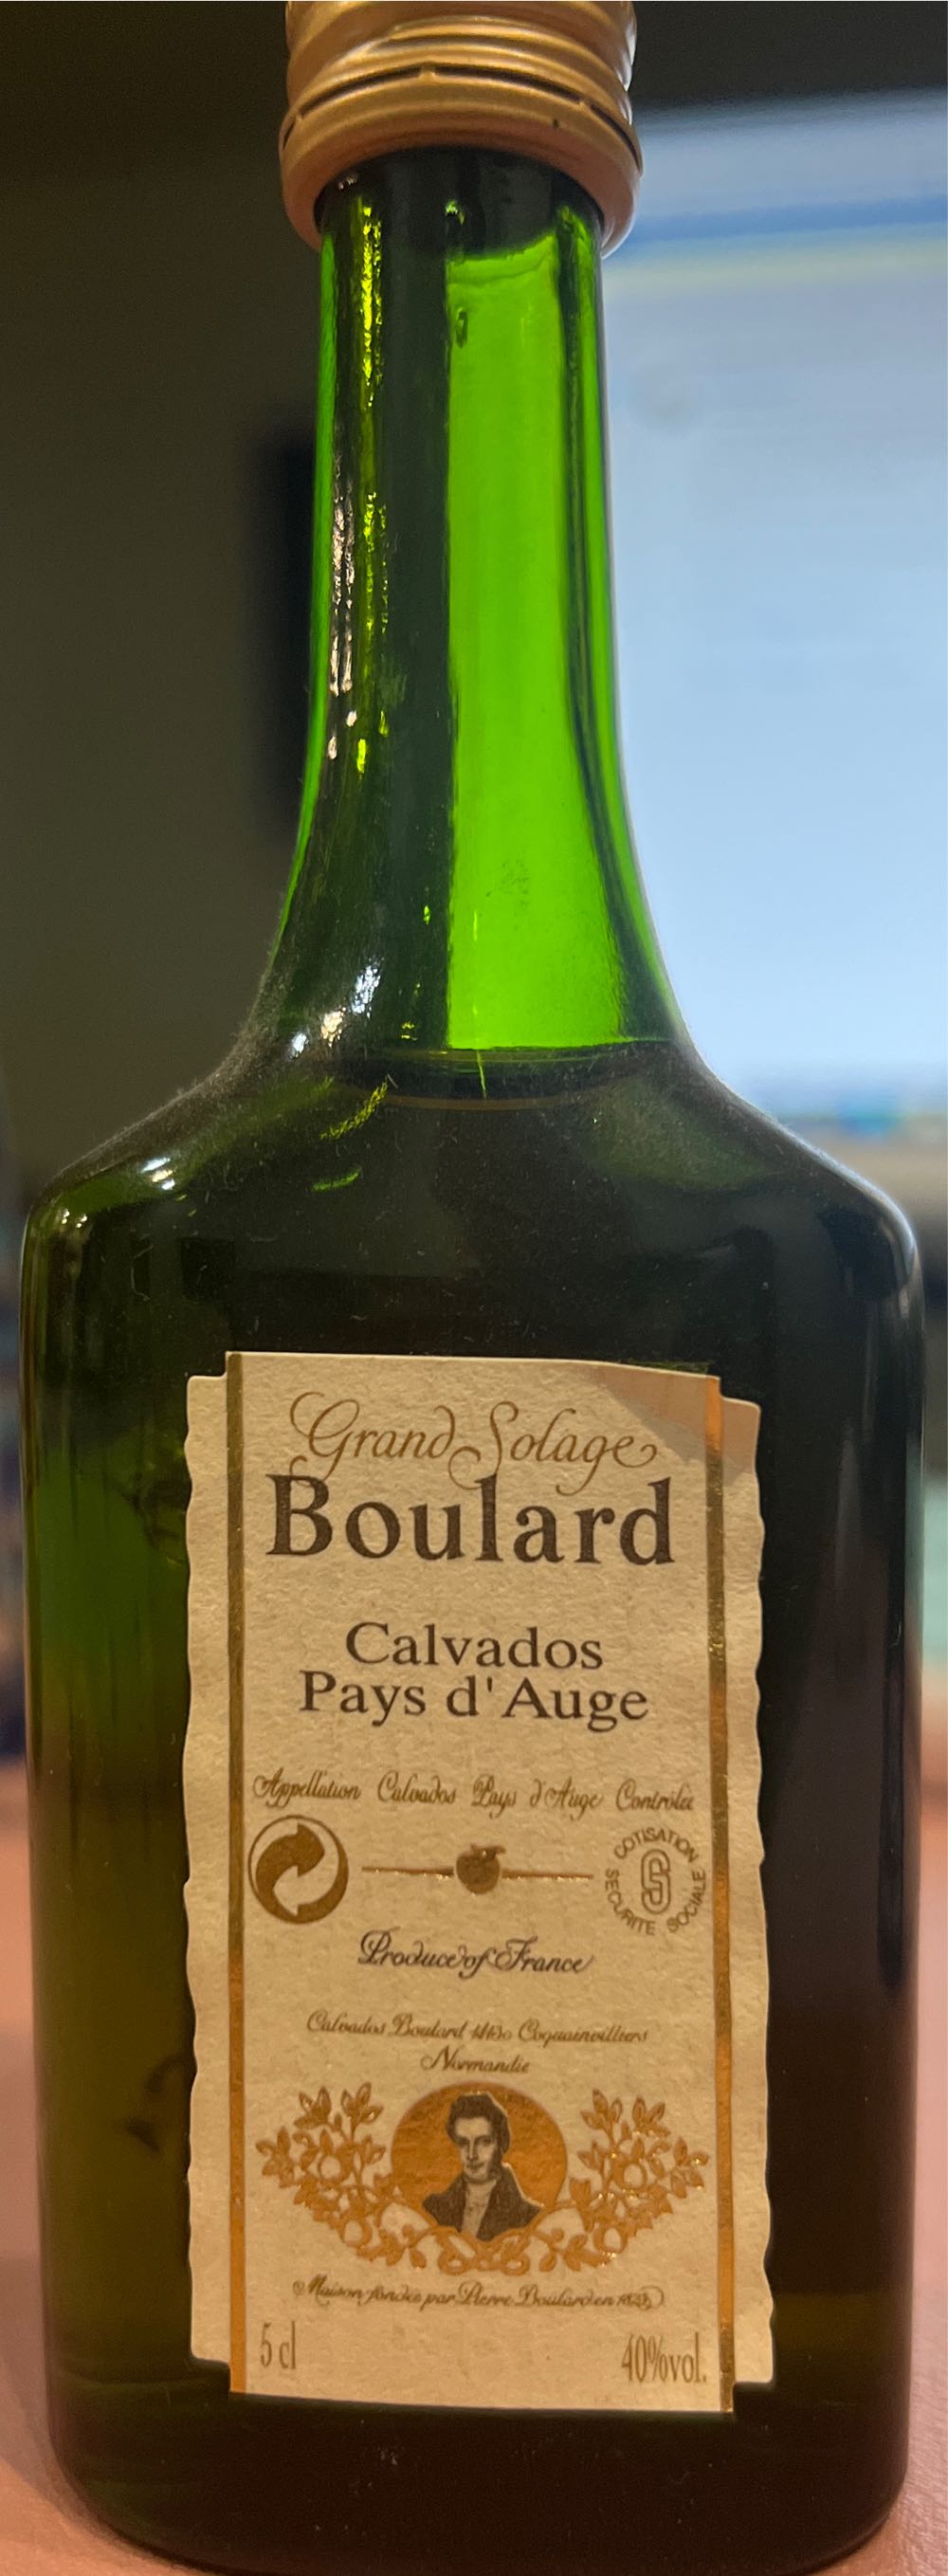 Grand Solage
Boulard
Calvados
Pays d'Auge
Appellation Calvados Pays d'Auge Contrôlée
COTISATION
S
SECURITE SOCIALE
Produce of France
Calvados Boulard 14130 Coquainvilliers
Normandie
Maison fondée par Pierre Boulard en 1825
5 cl
40%vol.